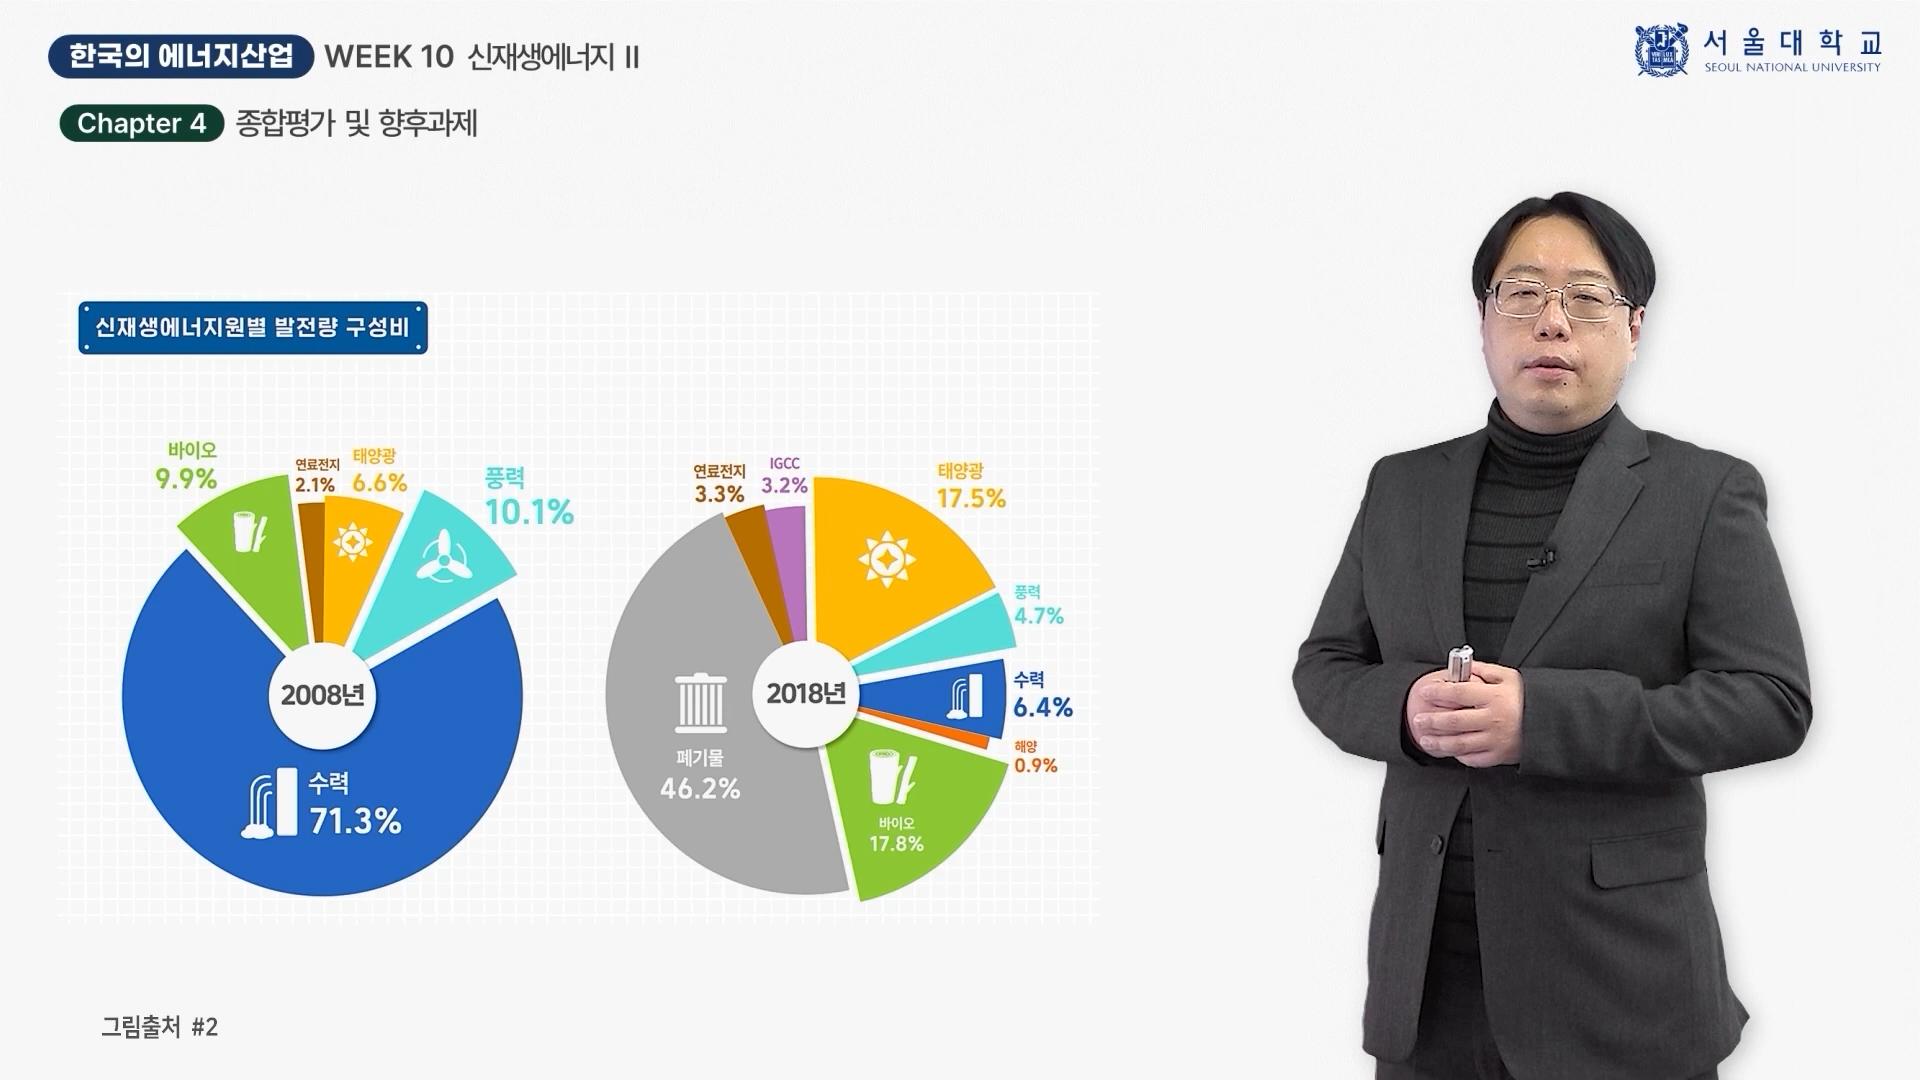 한국의 에너지산업 WEEK 10 신재생에너지 II
서울대학교
SEOUL NATIONAL UNIVERSITY
Chapter 4 종합평가 및 향후과제
신재생에너지원별 발전량 구성비
바이오
9.9%
연료전지
2.1%
태양광
6.6%
풍력
10.1%
2008년
수력
71.3%
연료전지
3.3%
IGCC
3.2%
태양광
17.5%
풍력
4.7%
2018년
수력
6.4%
해양
0.9%
폐기물
46.2%
바이오
17.8%
그림출처 #2